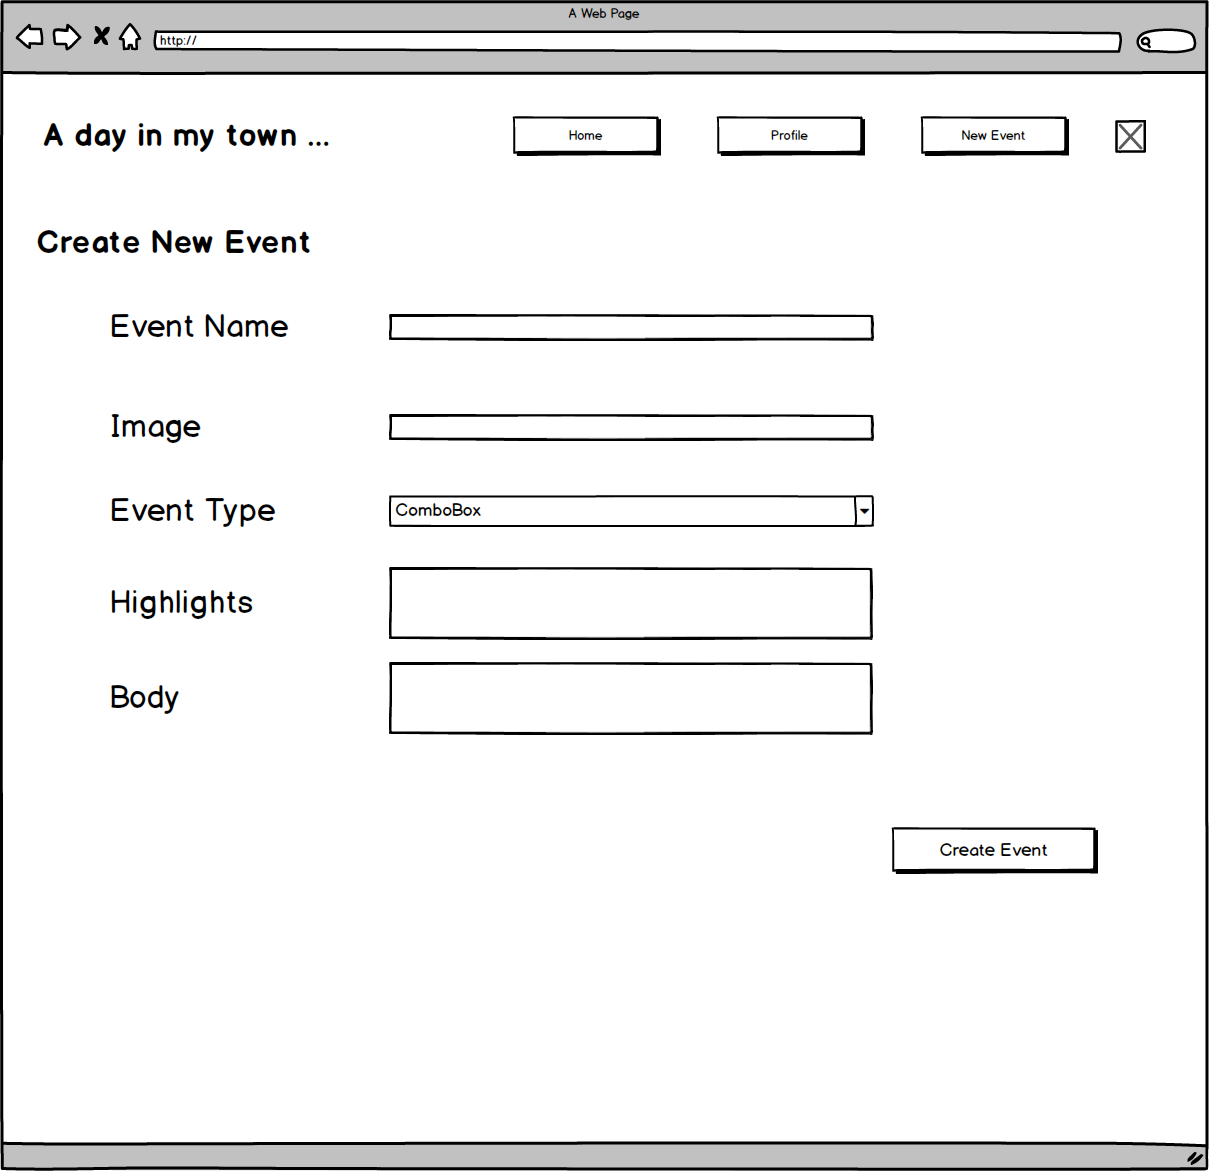 A Web Page
http://
A day in my town ...
Home
Profile
New Event
Create New Event
Event Name
Image
Event Type
ComboBox
Highlights
Body
Create Event